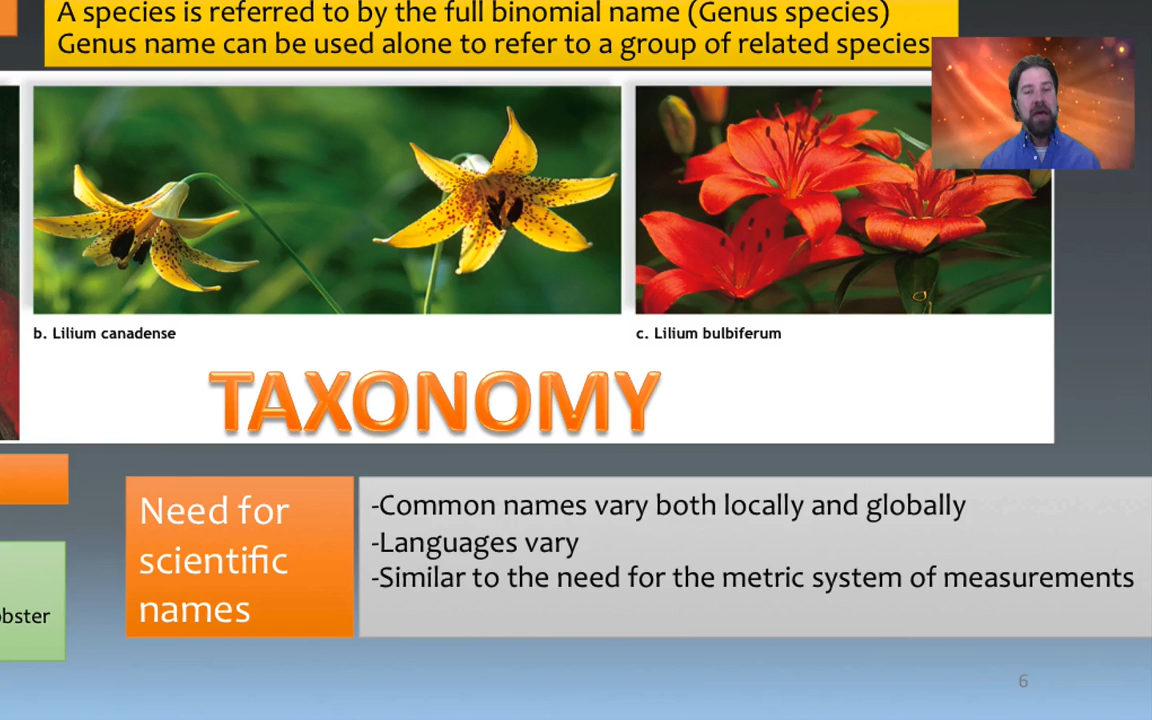 A species is referred to by the full binomial name (Genus species)
Genus name can be used alone to refer to a group of related species
b. Lilium canadense
c. Lilium bulbiferum
TAXONOMY
Need for
scientific
names
-Common names vary both locally and globally
-Languages vary
-Similar to the need for the metric system of measurements
6